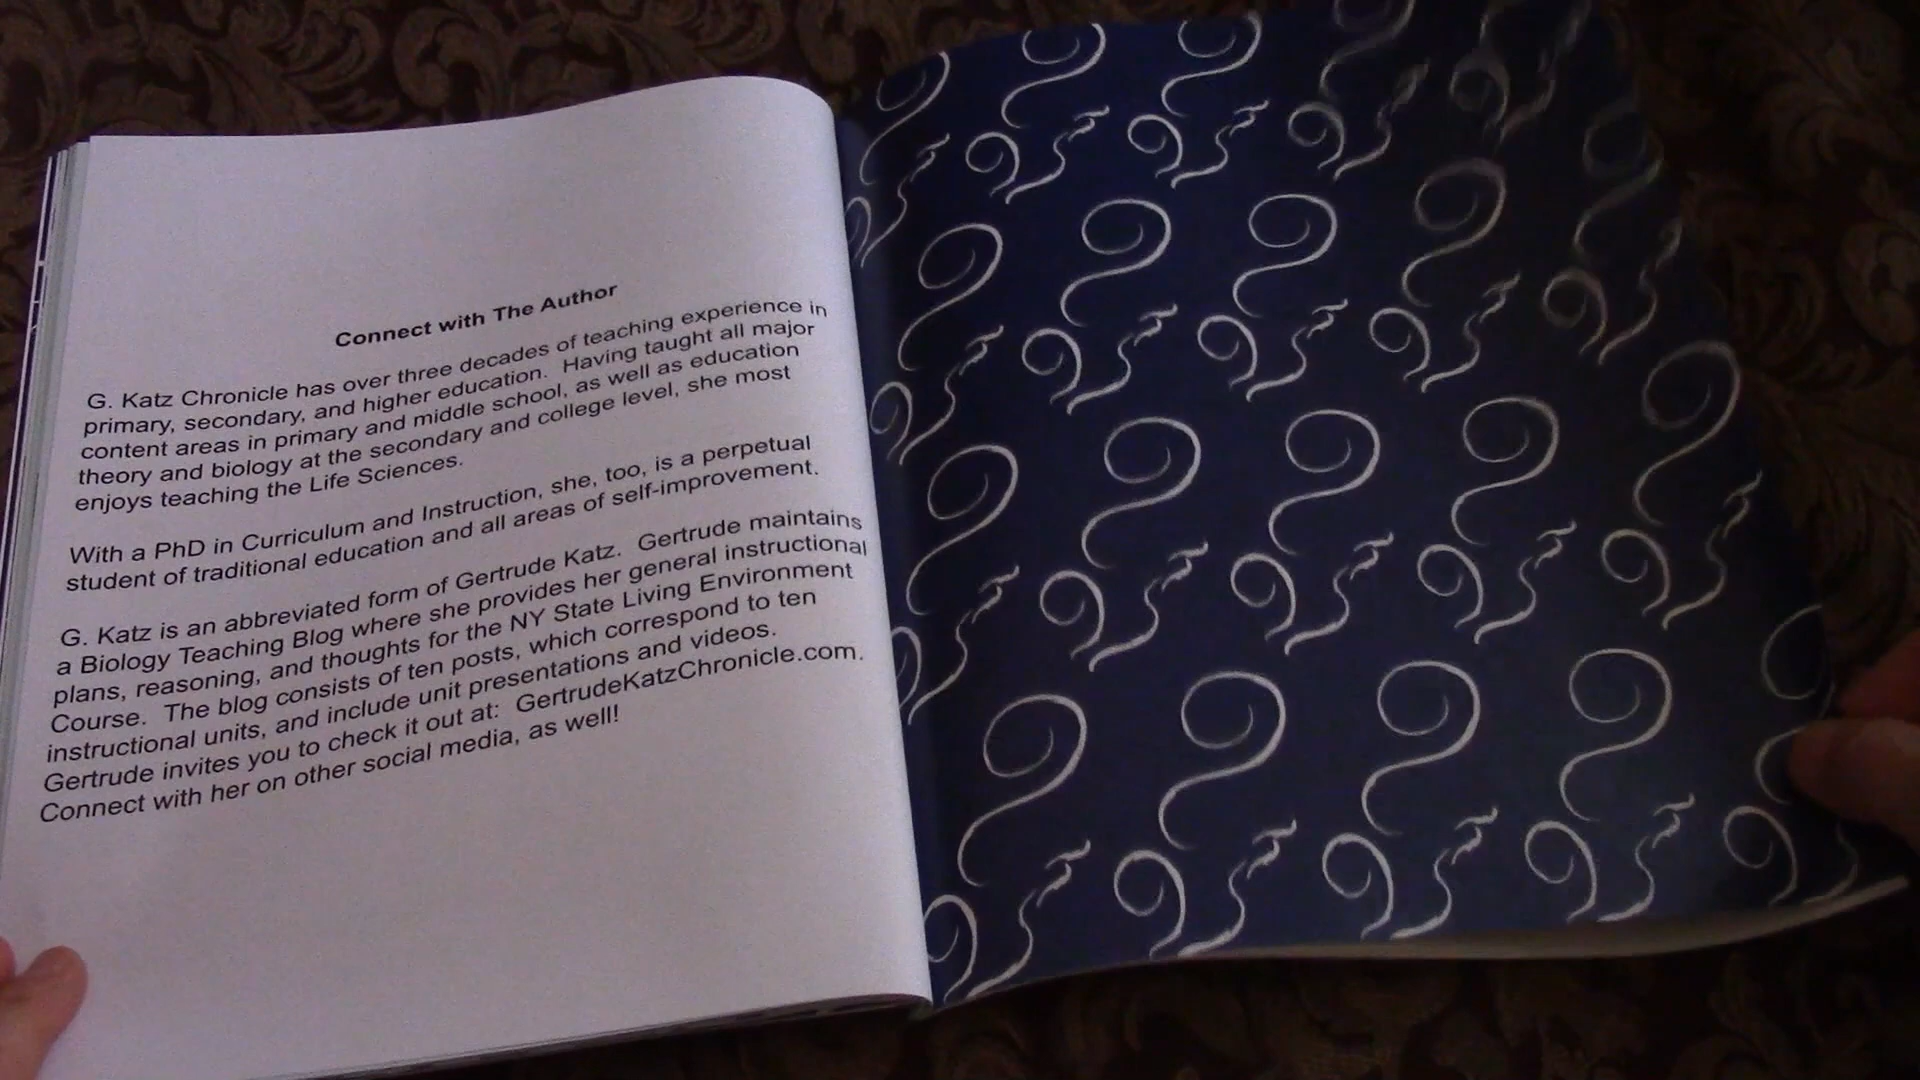 Connect with The Author
G. Katz Chronicle has over three decades of teaching experience in
primary, secondary, and higher education.  Having taught all major
content areas in primary and middle school, as well as education
theory and biology at the secondary and college level, she most
enjoys teaching the Life Sciences.
With a PhD in Curriculum and Instruction, she, too, is a perpetual
student of traditional education and all areas of self-improvement.
G. Katz is an abbreviated form of Gertrude Katz.  Gertrude maintains
a Biology Teaching Blog where she provides her general instructional
plans, reasoning, and thoughts for the NY State Living Environment
Course.  The blog consists of ten posts, which correspond to ten
instructional units, and include unit presentations and videos.
Gertrude invites you to check it out at:  GertrudeKatzChronicle.com.
Connect with her on other social media, as well!